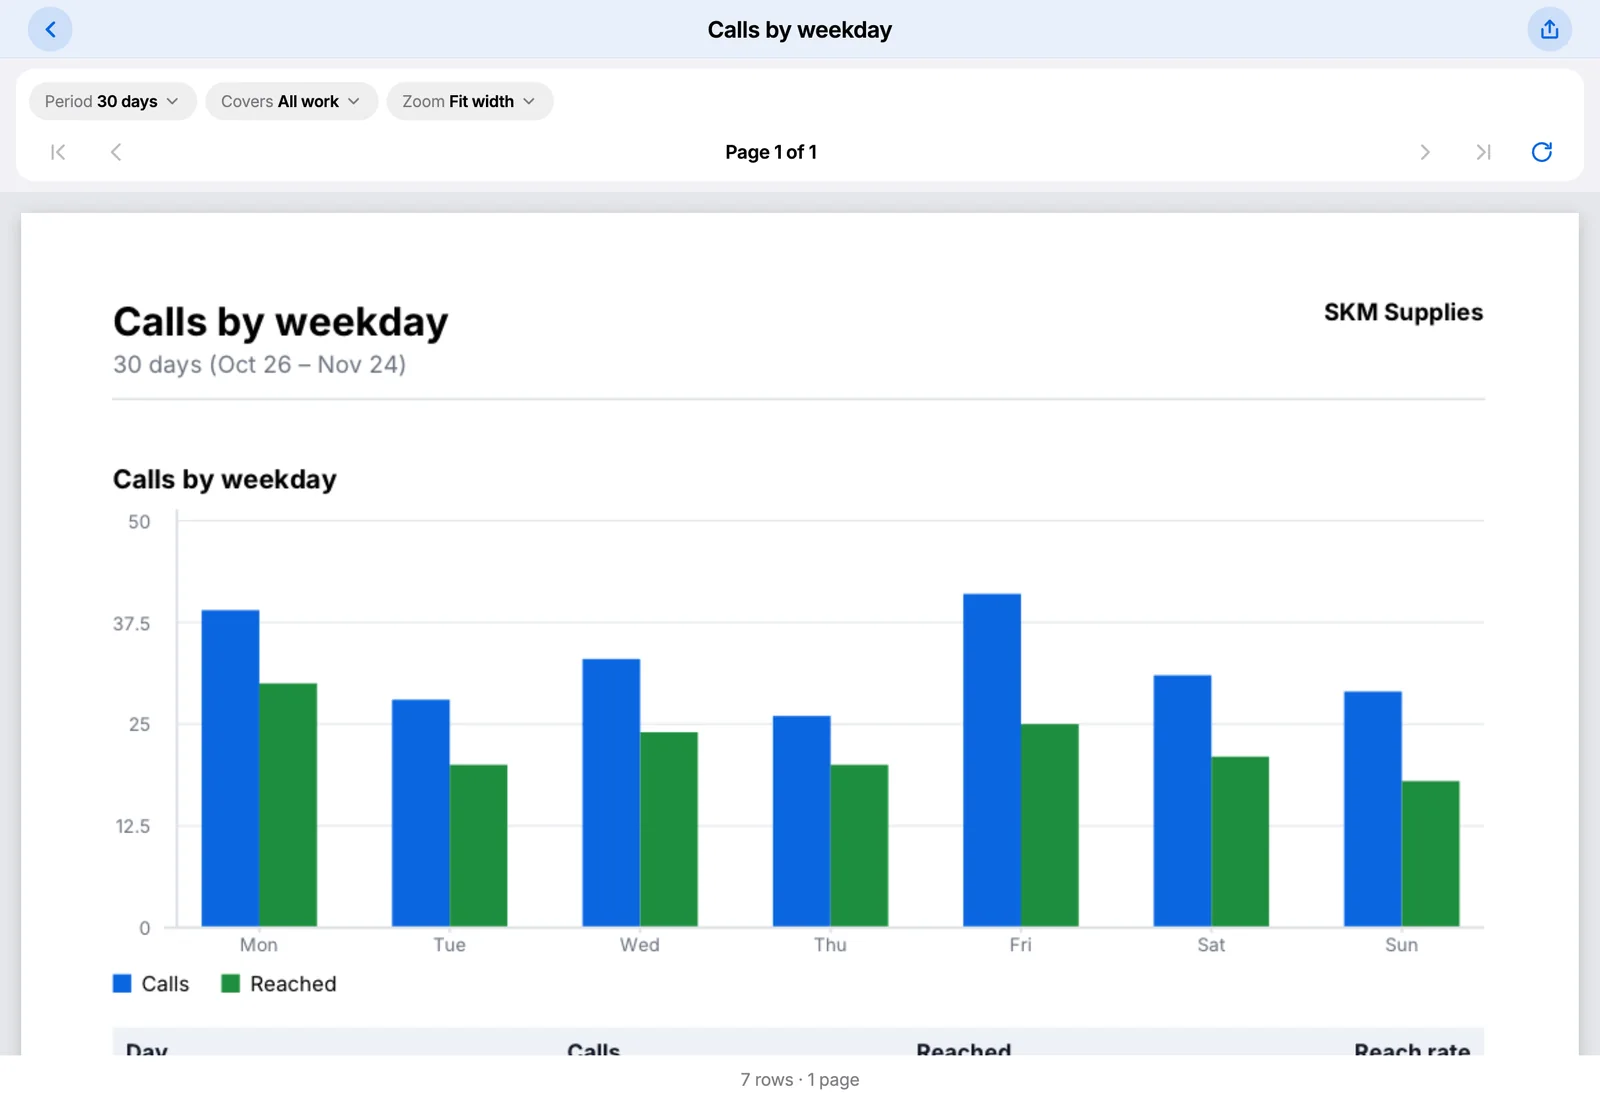 Calls by weekday
Period 30 days
Covers All work
Zoom Fit width
Page 1 of 1
Calls by weekday
SKM Supplies
30 days (Oct 26 – Nov 24)
Calls by weekday
50
37.5
25
12.5
0
Mon Tue Wed Thu Fri Sat Sun
Calls Reached
Day Calls Reached Reach rate
7 rows · 1 page